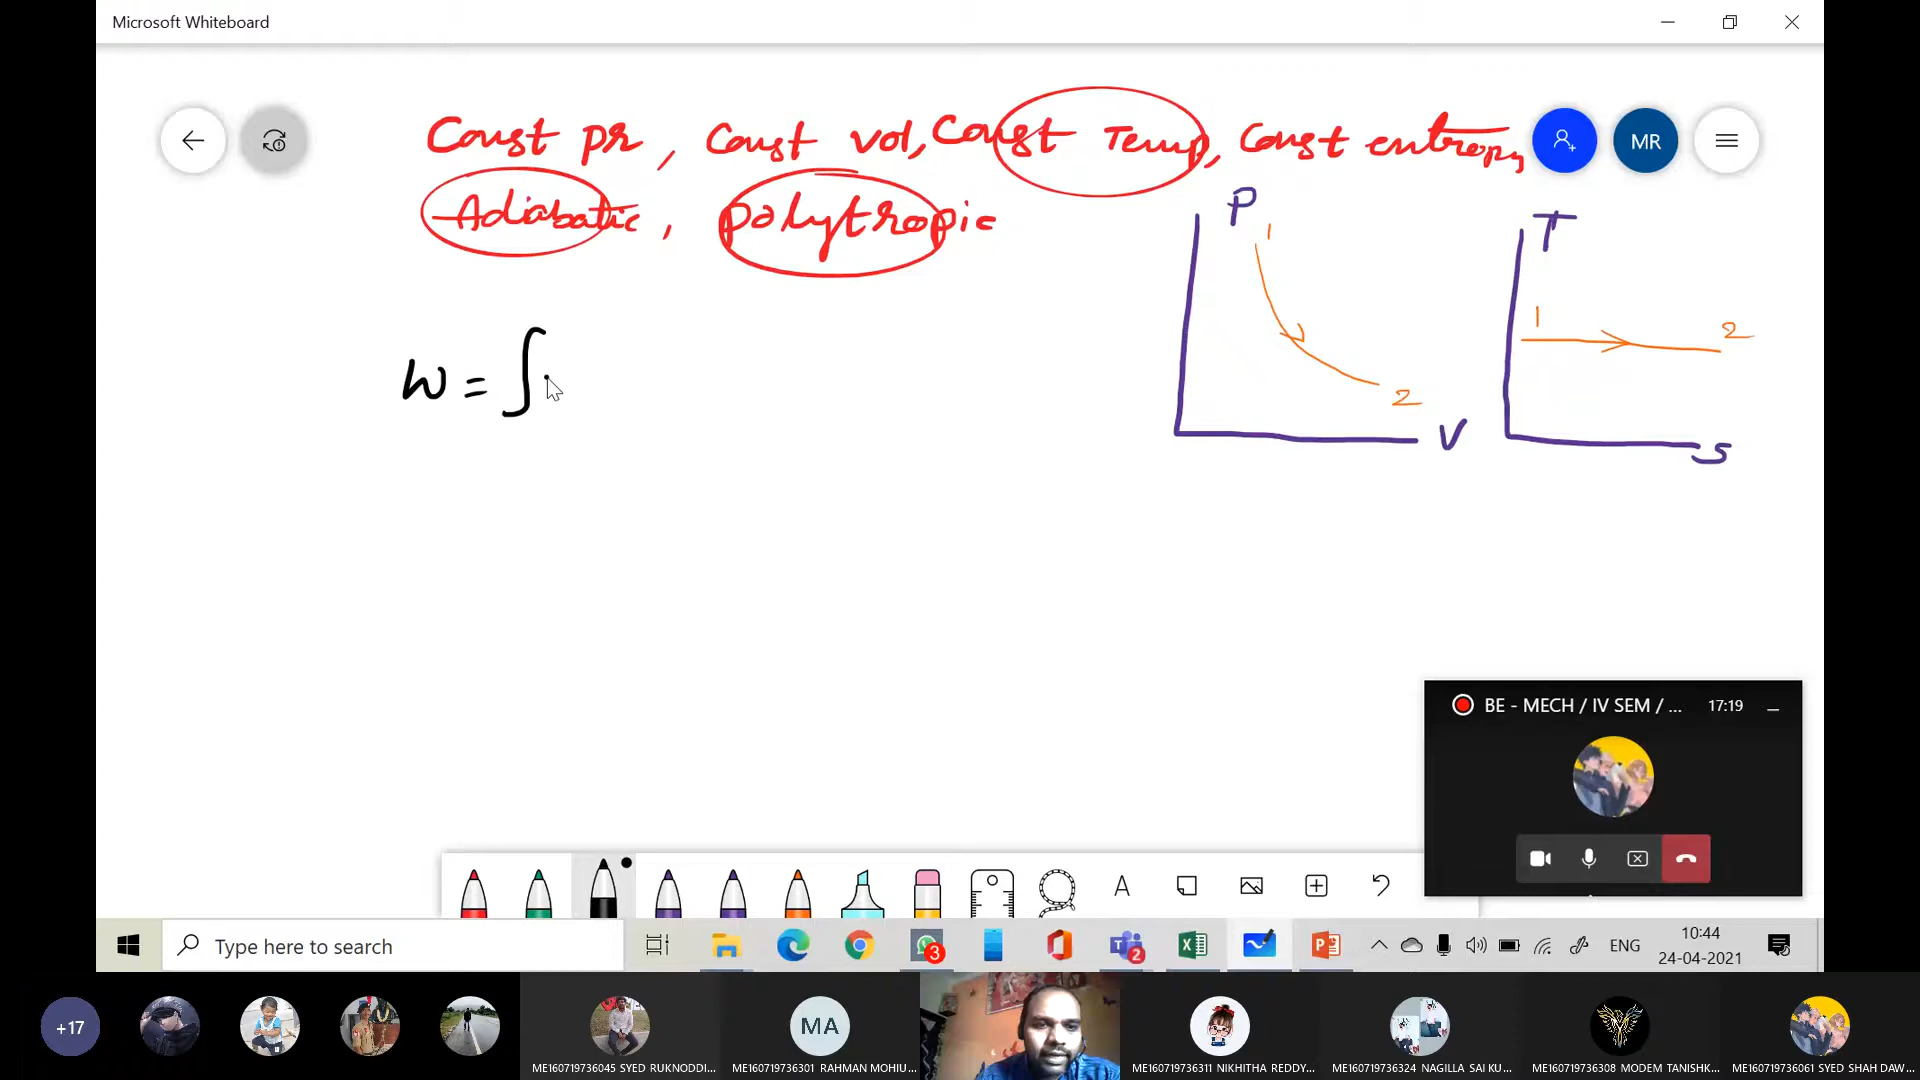 Microsoft Whiteboard
Const pr, Const vol, Const Temp, Const entropy
Adiabatic, polytropic
MR
P
1
2
V
T
1
2
S
W = ∫
BE - MECH / IV SEM / ... 17:19
A
Type here to search
3
2
ENG
10:44
24-04-2021
+17
MA
ME160719736045 SYED RUKNODDI...
ME160719736301 RAHMAN MOHIU...
ME160719736311 NIKHITHA REDDY...
ME160719736324 NAGILLA SAI KU...
ME160719736308 MODEM TANISHK...
ME160719736061 SYED SHAH DAW...